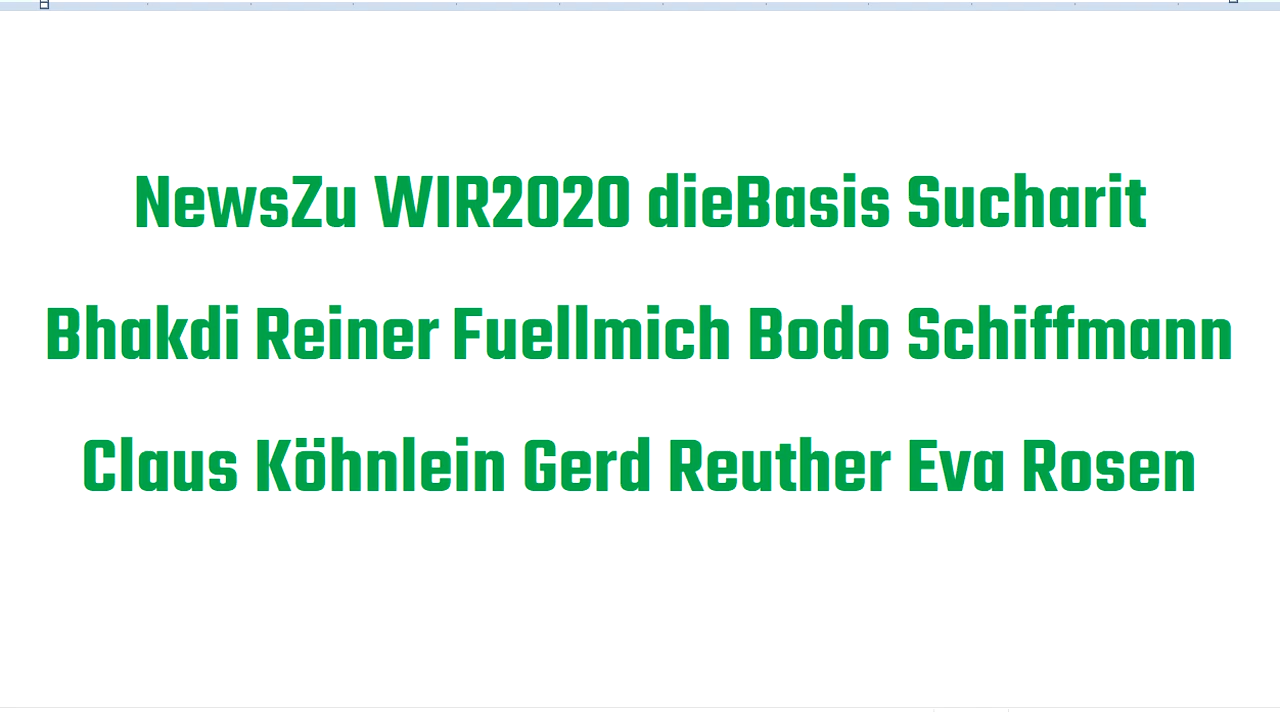 NewsZu WIR2020 dieBasis Sucharit
Bhakdi Reiner Fuellmich Bodo Schiffmann
Claus Köhnlein Gerd Reuther Eva Rosen